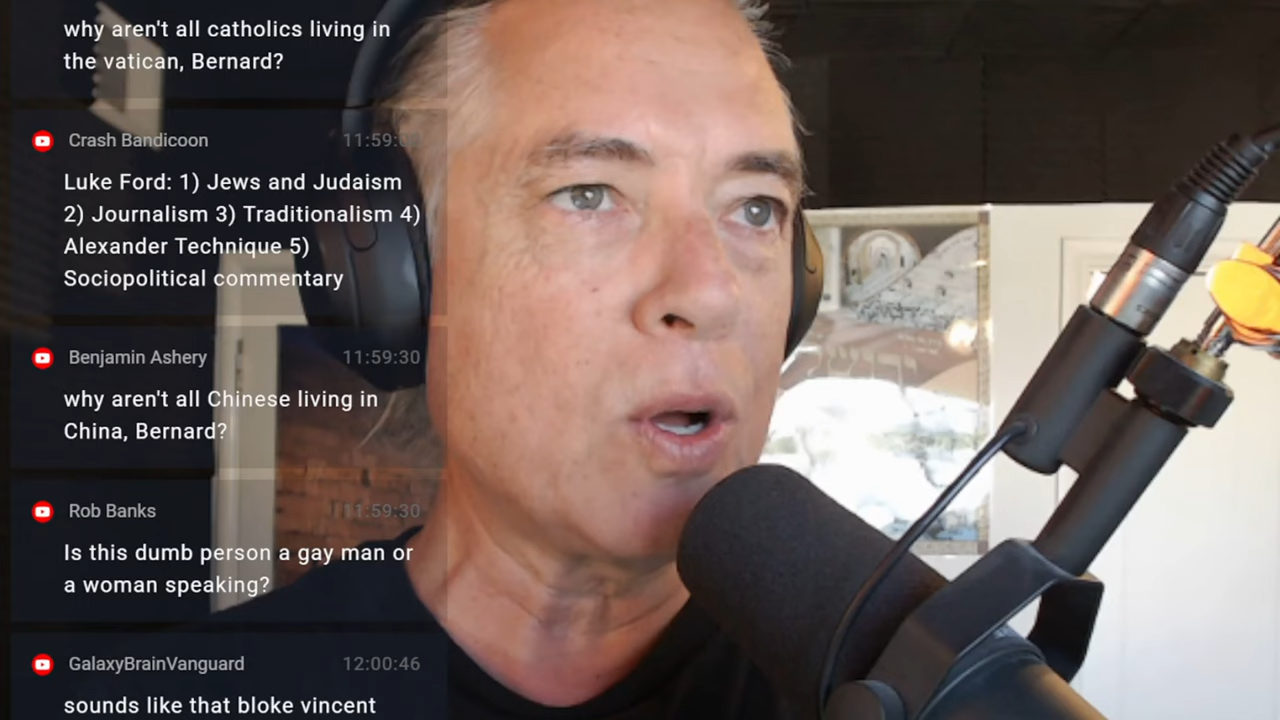 why aren't all catholics living in
the vatican, Bernard?
Crash Bandicoon 11:59:
Luke Ford: 1) Jews and Judaism
2) Journalism 3) Traditionalism 4)
Alexander Technique 5)
Sociopolitical commentary
Benjamin Ashery 11:59:30
why aren't all Chinese living in
China, Bernard?
Rob Banks 11:59:30
Is this dumb person a gay man or
a woman speaking?
GalaxyBrainVanguard 12:00:46
sounds like that bloke vincent